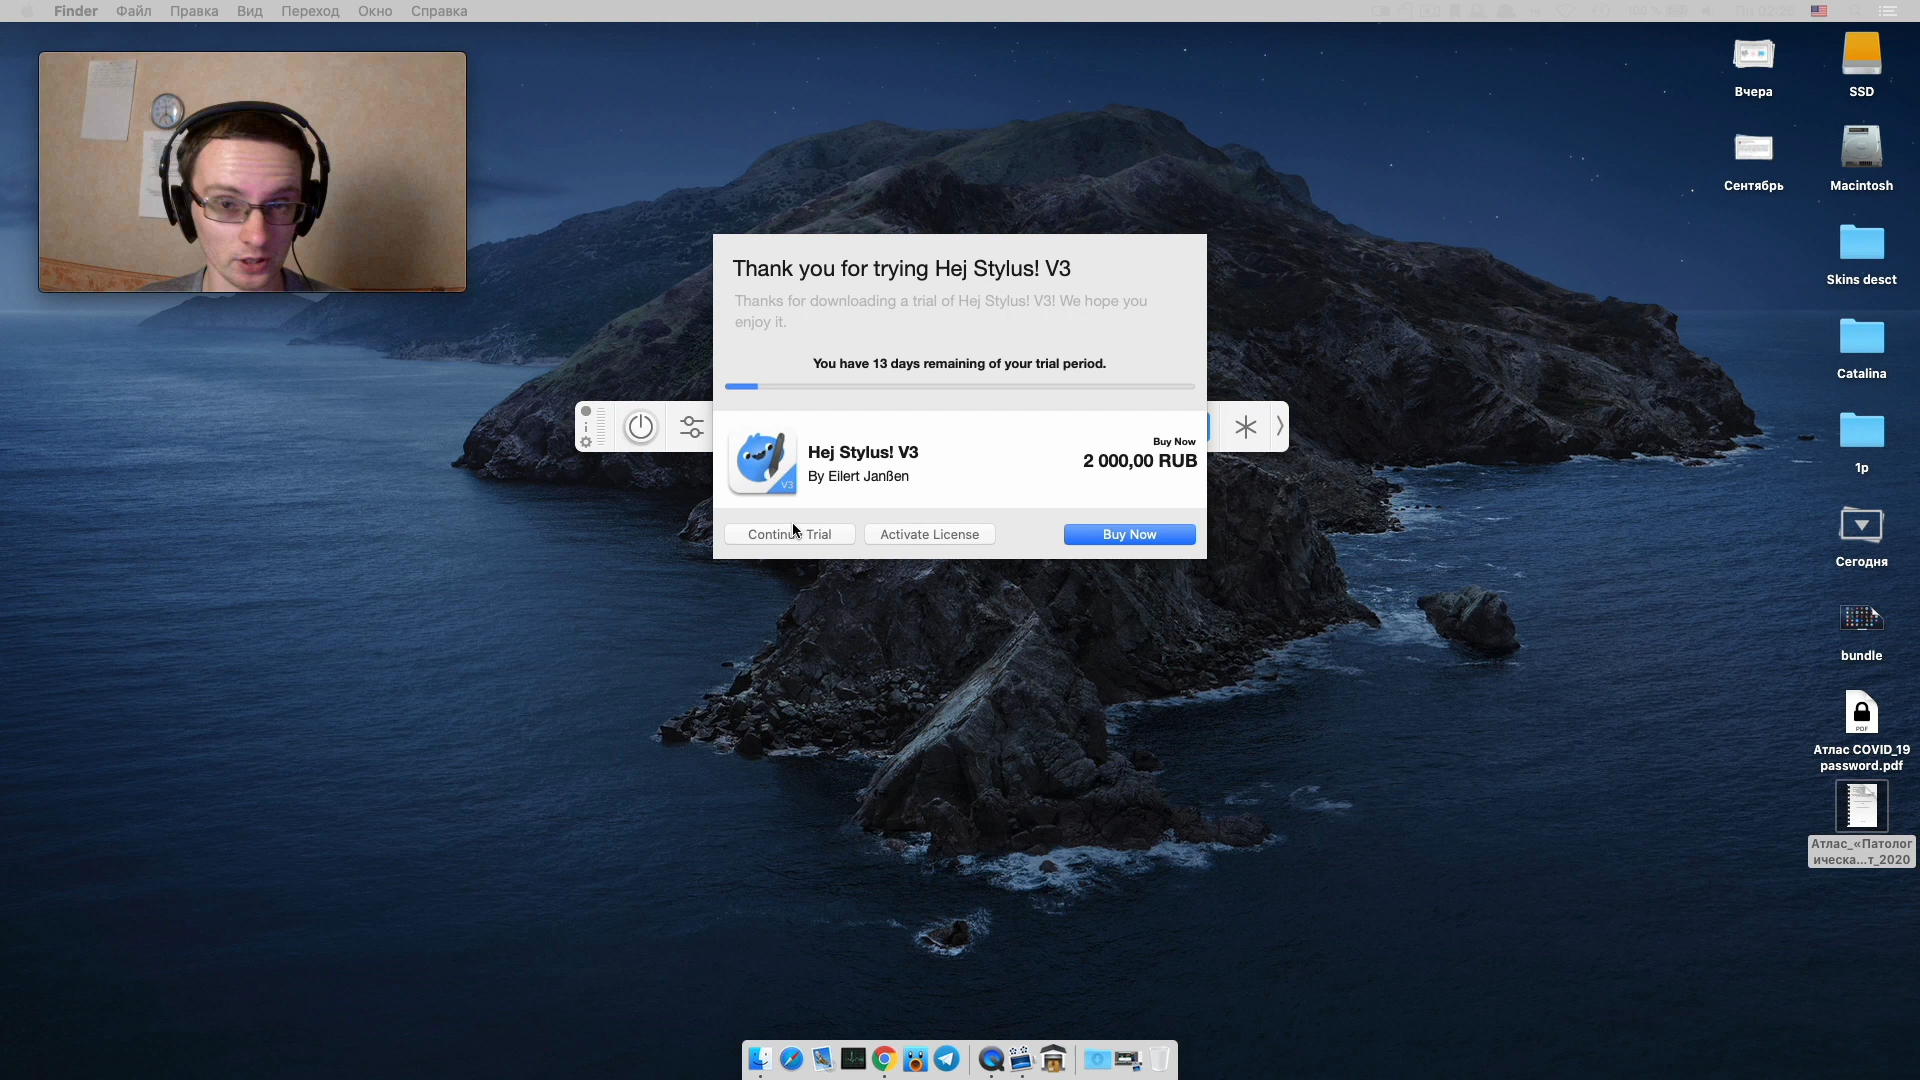 Finder Файл Правка Вид Переход Окно Справка
Вчера
SSD
Сентябрь
Macintosh
Skins desct
Catalina
1p
Сегодня
bundle
PDF
Атлас COVID_19
password.pdf
Атлас_«Патолог
ическа...т_2020
Thank you for trying Hej Stylus! V3
Thanks for downloading a trial of Hej Stylus! V3! We hope you
enjoy it.
You have 13 days remaining of your trial period.
V3
Hej Stylus! V3
By Eilert Janßen
Buy Now
2 000,00 RUB
Continue Trial
Activate License
Buy Now